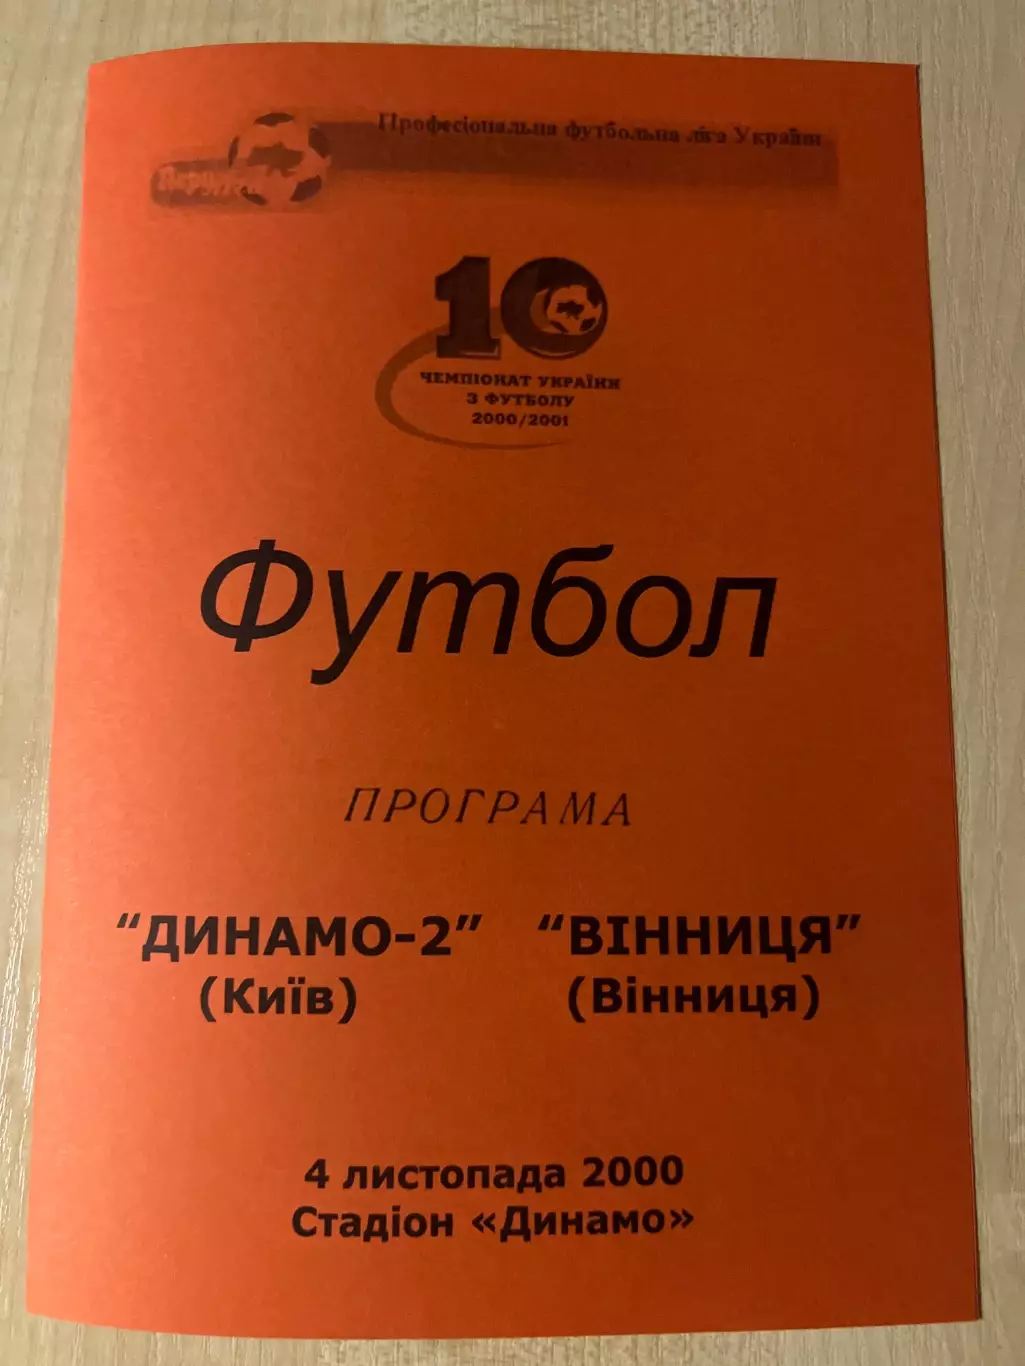 Професіональна футбольна ліга України
10
ЧЕМПІОНАТ УКРАЇНИ
З ФУТБОЛУ
2000/2001
Футбол
ПРОГРАМА
“ДИНАМО-2” “ВІННИЦЯ”
(Київ) (Вінниця)
4 листопада 2000
Стадіон «Динамо»